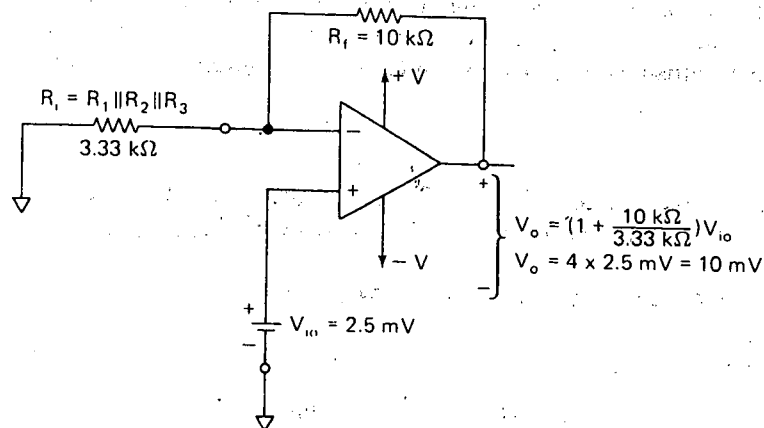 R_f = 10 kΩ
+ V
R_i = R_1||R_2||R_3
3.33 kΩ
−
+
+
V_o = (1 + 10 kΩ/3.33 kΩ)V_io
− V
V_o = 4 x 2.5 mV = 10 mV
−
+
V_io = 2.5 mV
−